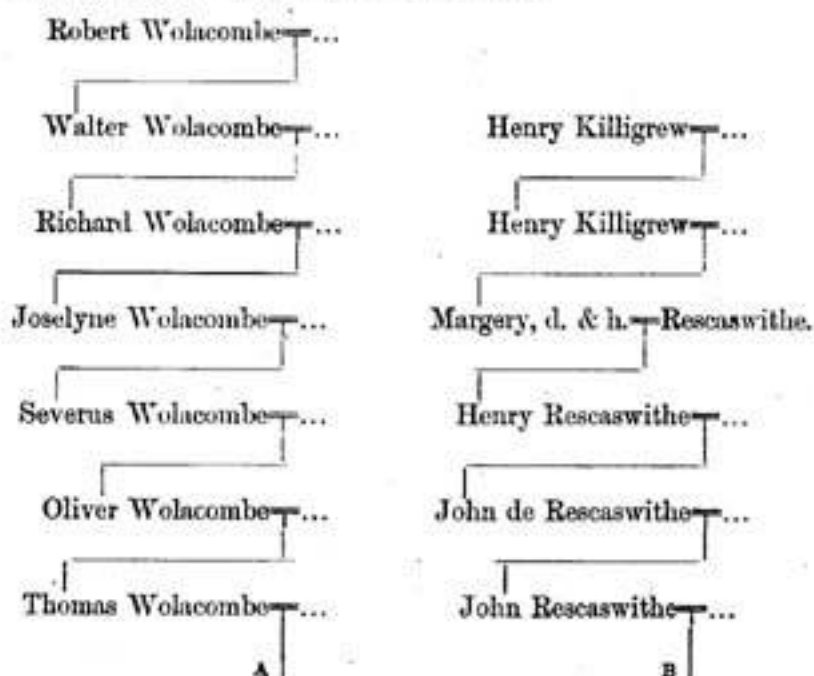 Robert Wolacombe=...
Walter Wolacombe=... Henry Killigrew=...
Richard Wolacombe=... Henry Killigrew=...
Joselyne Wolacombe=... Margery, d. & h.=Rescaswithe.
Severus Wolacombe=... Henry Rescaswithe=...
Oliver Wolacombe=... John de Rescaswithe=...
Thomas Wolacombe=... John Rescaswithe=...
A B